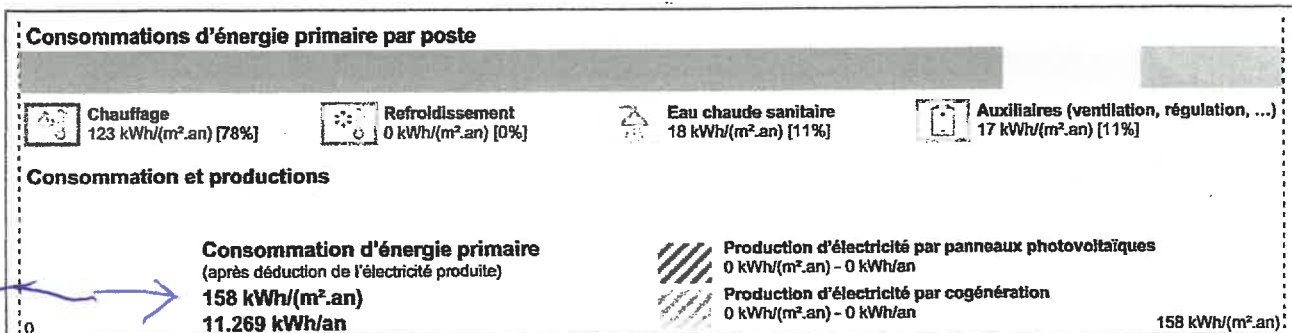 Consommations d'énergie primaire par poste
Chauffage
123 kWh/(m².an) [78%]
Refroidissement
0 kWh/(m².an) [0%]
Eau chaude sanitaire
18 kWh/(m².an) [11%]
Auxiliaires (ventilation, régulation, ...)
17 kWh/(m².an) [11%]
Consommation et productions
Consommation d'énergie primaire
(après déduction de l'électricité produite)
158 kWh/(m².an)
11.269 kWh/an
Production d'électricité par panneaux photovoltaïques
0 kWh/(m².an) - 0 kWh/an
Production d'électricité par cogénération
0 kWh/(m².an) - 0 kWh/an
0
158 kWh/(m².an)